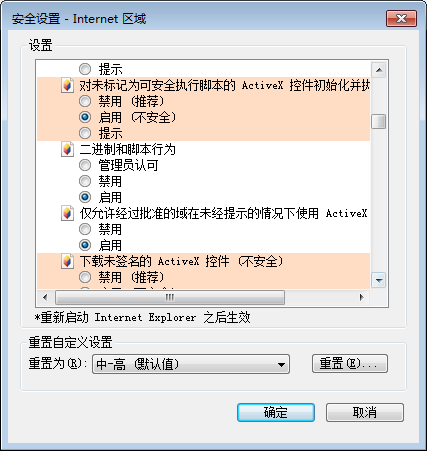 安全设置 - Internet 区域
设置
提示
对未标记为可安全执行脚本的 ActiveX 控件初始化并执
禁用 (推荐)
启用 (不安全)
提示
二进制和脚本行为
管理员认可
禁用
启用
仅允许经过批准的域在未经提示的情况下使用 ActiveX
禁用
启用
下载未签名的 ActiveX 控件 (不安全)
禁用 (推荐)
*重新启动 Internet Explorer 之后生效
重置自定义设置
重置为(R): 中-高 (默认值) 重置(E)...
确定 取消